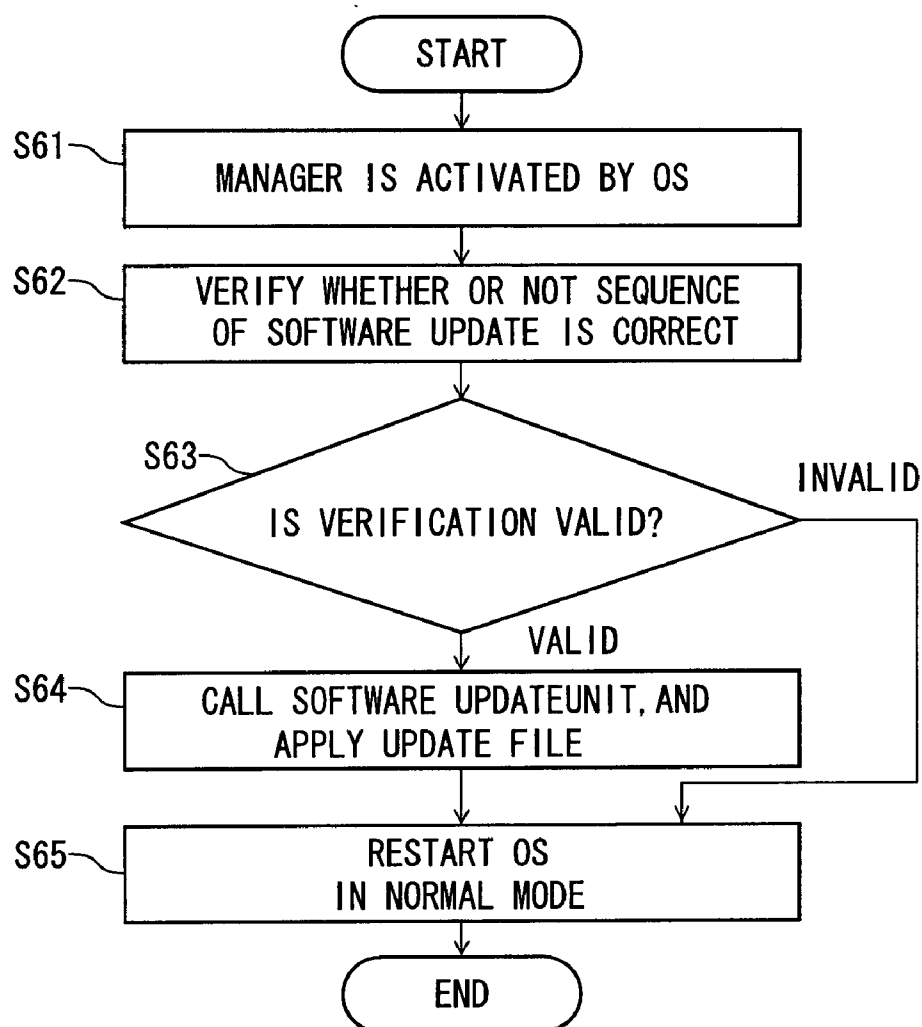 START
S61
MANAGER IS ACTIVATED BY OS
S62
VERIFY WHETHER OR NOT SEQUENCE
OF SOFTWARE UPDATE IS CORRECT
S63
IS VERIFICATION VALID?
INVALID
VALID
S64
CALL SOFTWARE UPDATEUNIT, AND
APPLY UPDATE FILE
S65
RESTART OS
IN NORMAL MODE
END